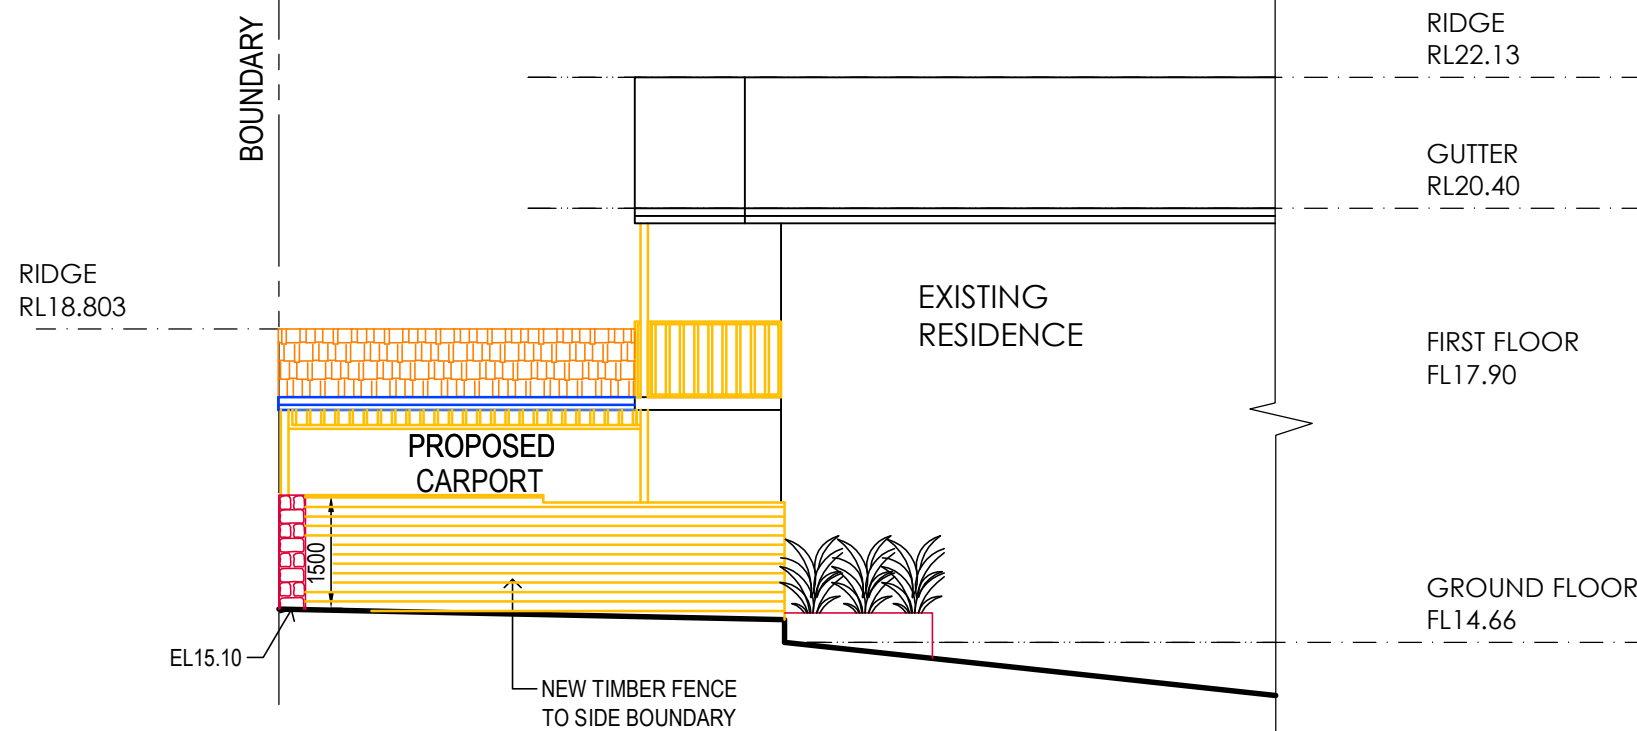 BOUNDARY
RIDGE
RL22.13
GUTTER
RL20.40
RIDGE
RL18.803
EXISTING
RESIDENCE
FIRST FLOOR
FL17.90
PROPOSED
CARPORT
1500
GROUND FLOOR
FL14.66
EL15.10
NEW TIMBER FENCE
TO SIDE BOUNDARY